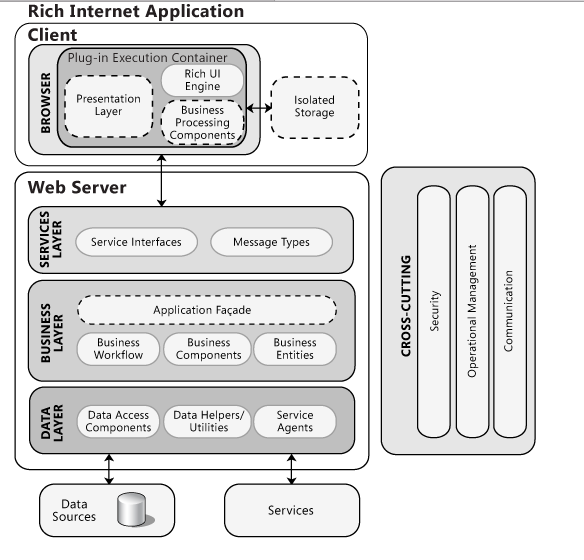 Rich Internet Application
Client
BROWSER
Plug-in Execution Container
Presentation
Layer
Rich UI
Engine
Business
Processing
Components
Isolated
Storage
Web Server
SERVICES
LAYER
Service Interfaces
Message Types
BUSINESS
LAYER
Application Façade
Business
Workflow
Business
Components
Business
Entities
DATA
LAYER
Data Access
Components
Data Helpers/
Utilities
Service
Agents
Data
Sources
Services
CROSS-CUTTING
Security
Operational Management
Communication